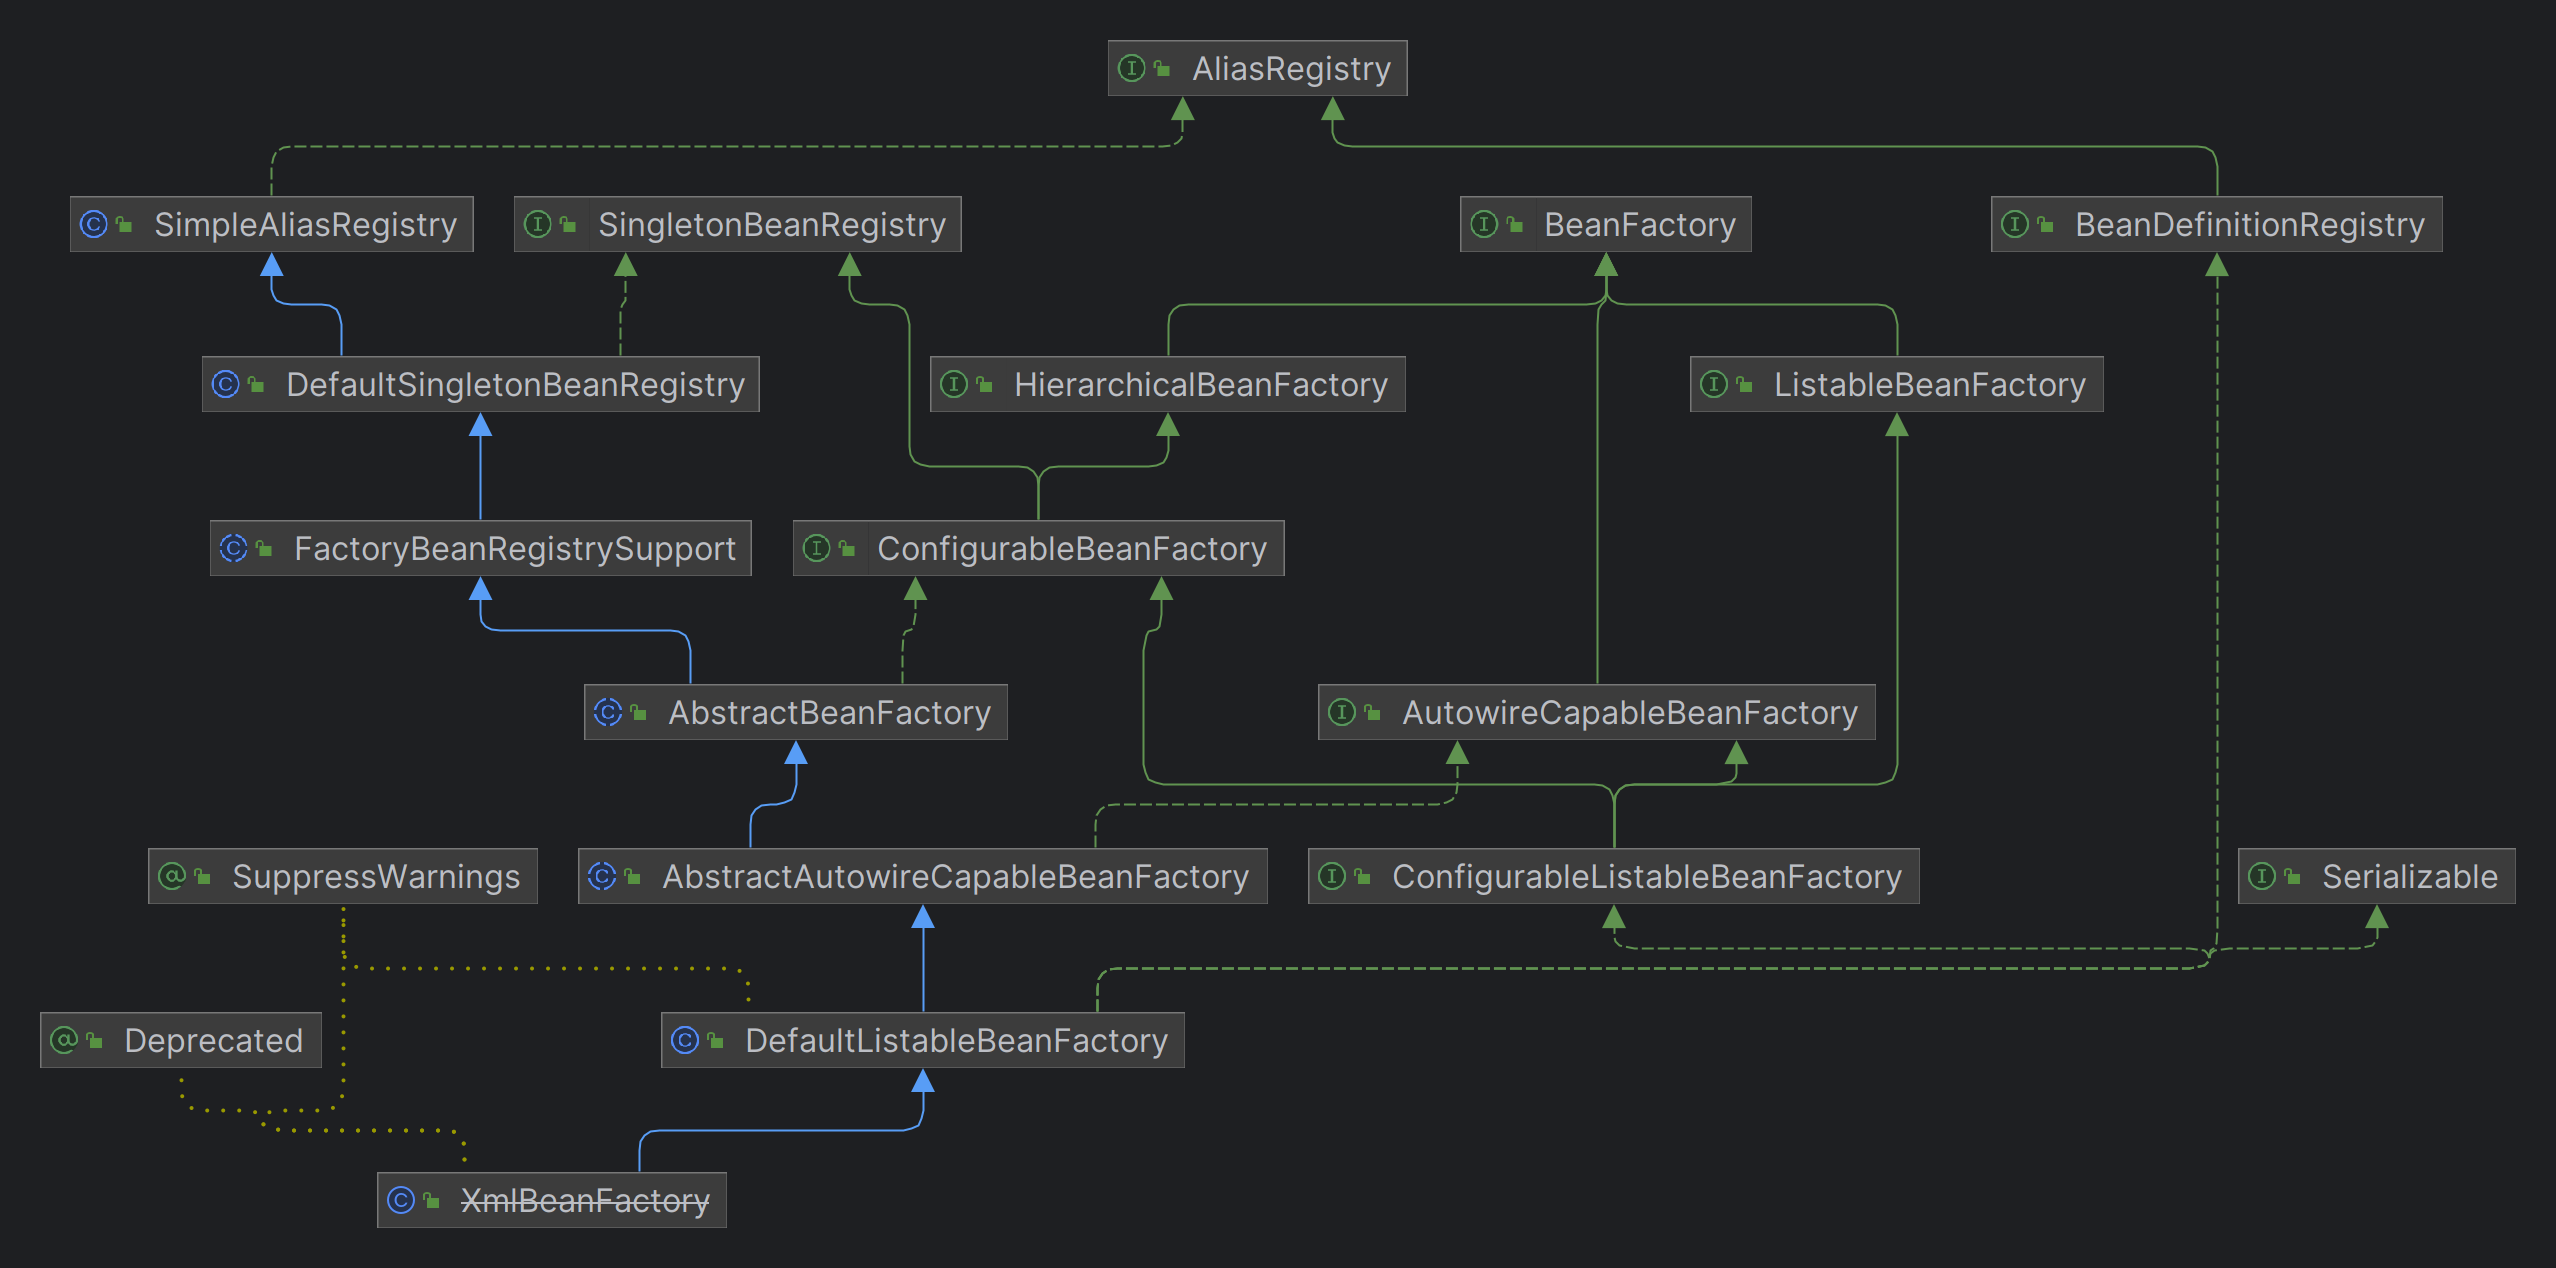 AliasRegistry
SimpleAliasRegistry
SingletonBeanRegistry
BeanFactory
BeanDefinitionRegistry
DefaultSingletonBeanRegistry
HierarchicalBeanFactory
ListableBeanFactory
FactoryBeanRegistrySupport
ConfigurableBeanFactory
AbstractBeanFactory
AutowireCapableBeanFactory
SuppressWarnings
AbstractAutowireCapableBeanFactory
ConfigurableListableBeanFactory
Serializable
Deprecated
DefaultListableBeanFactory
XmlBeanFactory